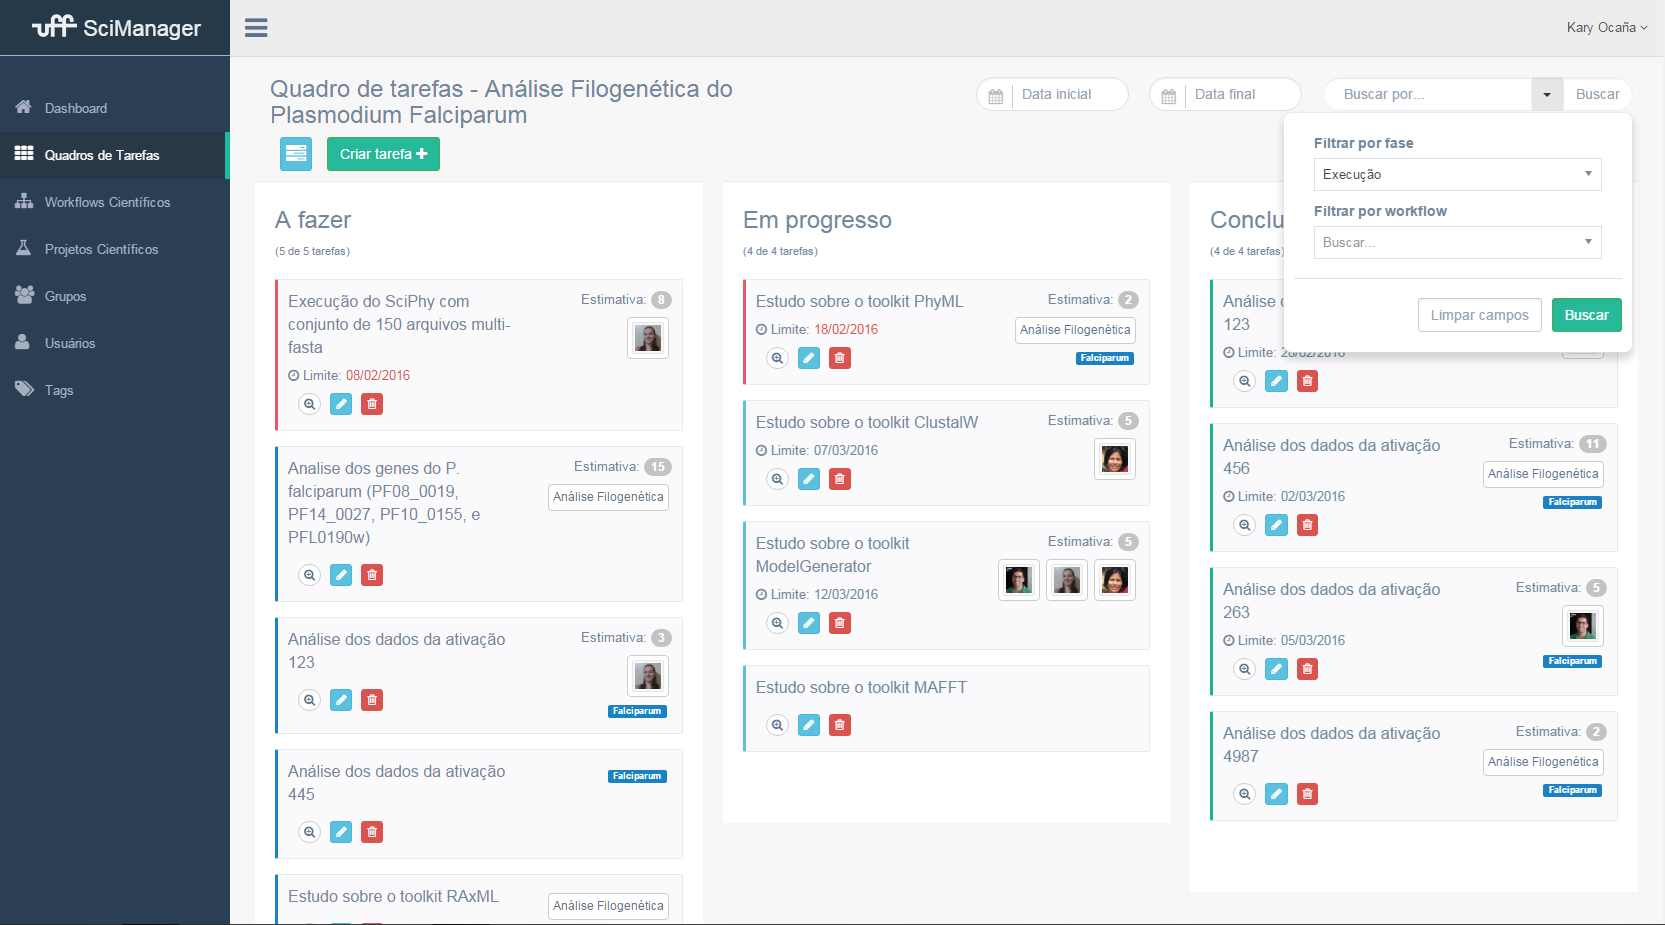 uff SciManager
Kary Ocaña
Dashboard
Quadros de Tarefas
Workflows Científicos
Projetos Científicos
Grupos
Usuários
Tags
Quadro de tarefas - Análise Filogenética do
Plasmodium Falciparum
Data inicial
Data final
Buscar por...
Buscar
Criar tarefa
Filtrar por fase
Execução
Filtrar por workflow
Buscar...
Limpar campos
Buscar
A fazer
(5 de 5 tarefas)
Execução do SciPhy com
conjunto de 150 arquivos multi-
fasta
Estimativa: 8
Limite: 08/02/2016
Analise dos genes do P.
falciparum (PF08_0019,
PF14_0027, PF10_0155, e
PFL0190w)
Estimativa: 15
Análise Filogenética
Análise dos dados da ativação
123
Estimativa: 3
Falciparum
Análise dos dados da ativação
445
Falciparum
Estudo sobre o toolkit RAxML
Análise Filogenética
Em progresso
(4 de 4 tarefas)
Estudo sobre o toolkit PhyML
Estimativa: 2
Limite: 18/02/2016
Análise Filogenética
Falciparum
Estudo sobre o toolkit ClustalW
Estimativa: 5
Limite: 07/03/2016
Estudo sobre o toolkit
ModelGenerator
Estimativa: 5
Limite: 12/03/2016
Estudo sobre o toolkit MAFFT
Conclu
(4 de 4 tarefas)
Análise
123
Limite:
Análise dos dados da ativação
456
Estimativa: 11
Análise Filogenética
Limite: 02/03/2016
Falciparum
Análise dos dados da ativação
263
Estimativa: 5
Limite: 05/03/2016
Falciparum
Análise dos dados da ativação
4987
Estimativa: 2
Análise Filogenética
Falciparum